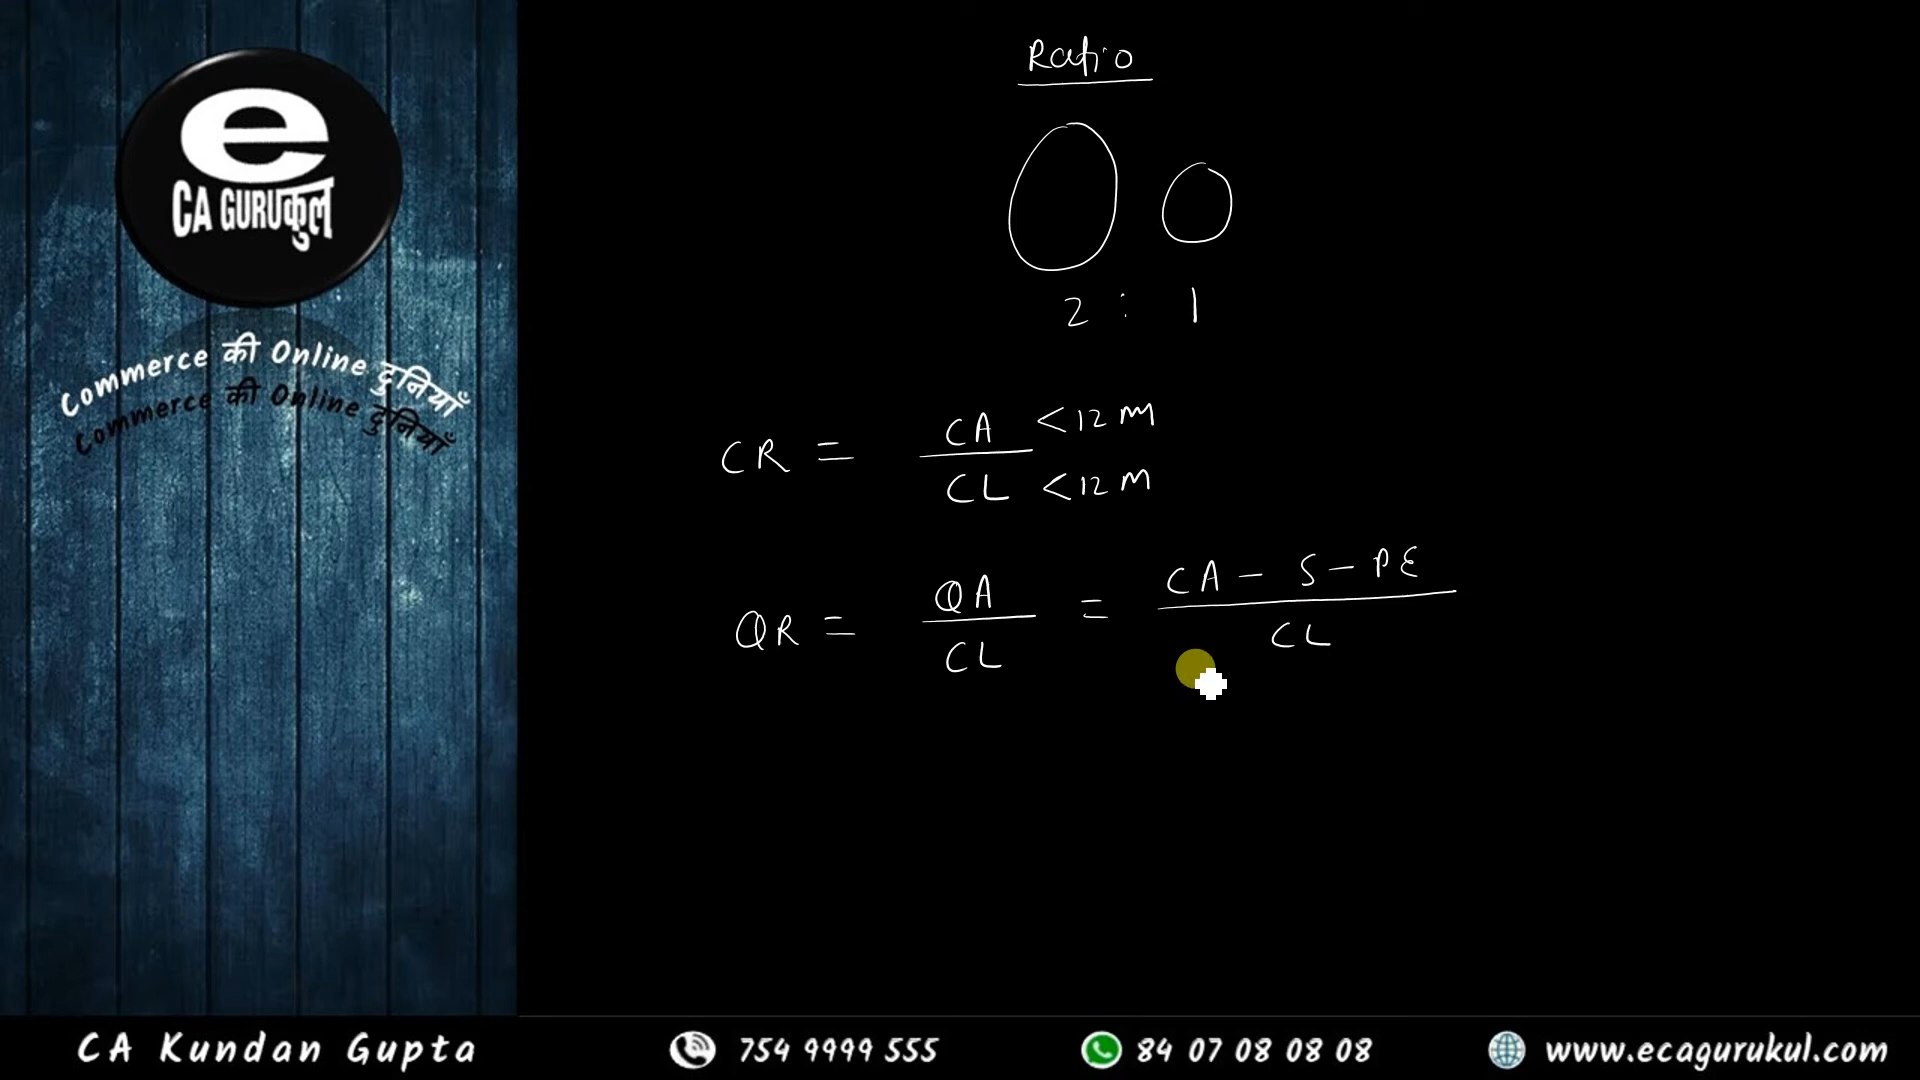 e
CA GURUकुल
Commerce की Online दुनियाँ
Commerce की Online दुनियाँ
Ratio
2 : 1
CR = CA < 12 M
CL < 12 M
QR = QA = CA - S - PE
CL CL
CA Kundan Gupta 754 9999 555 84 07 08 08 08 www.ecagurukul.com